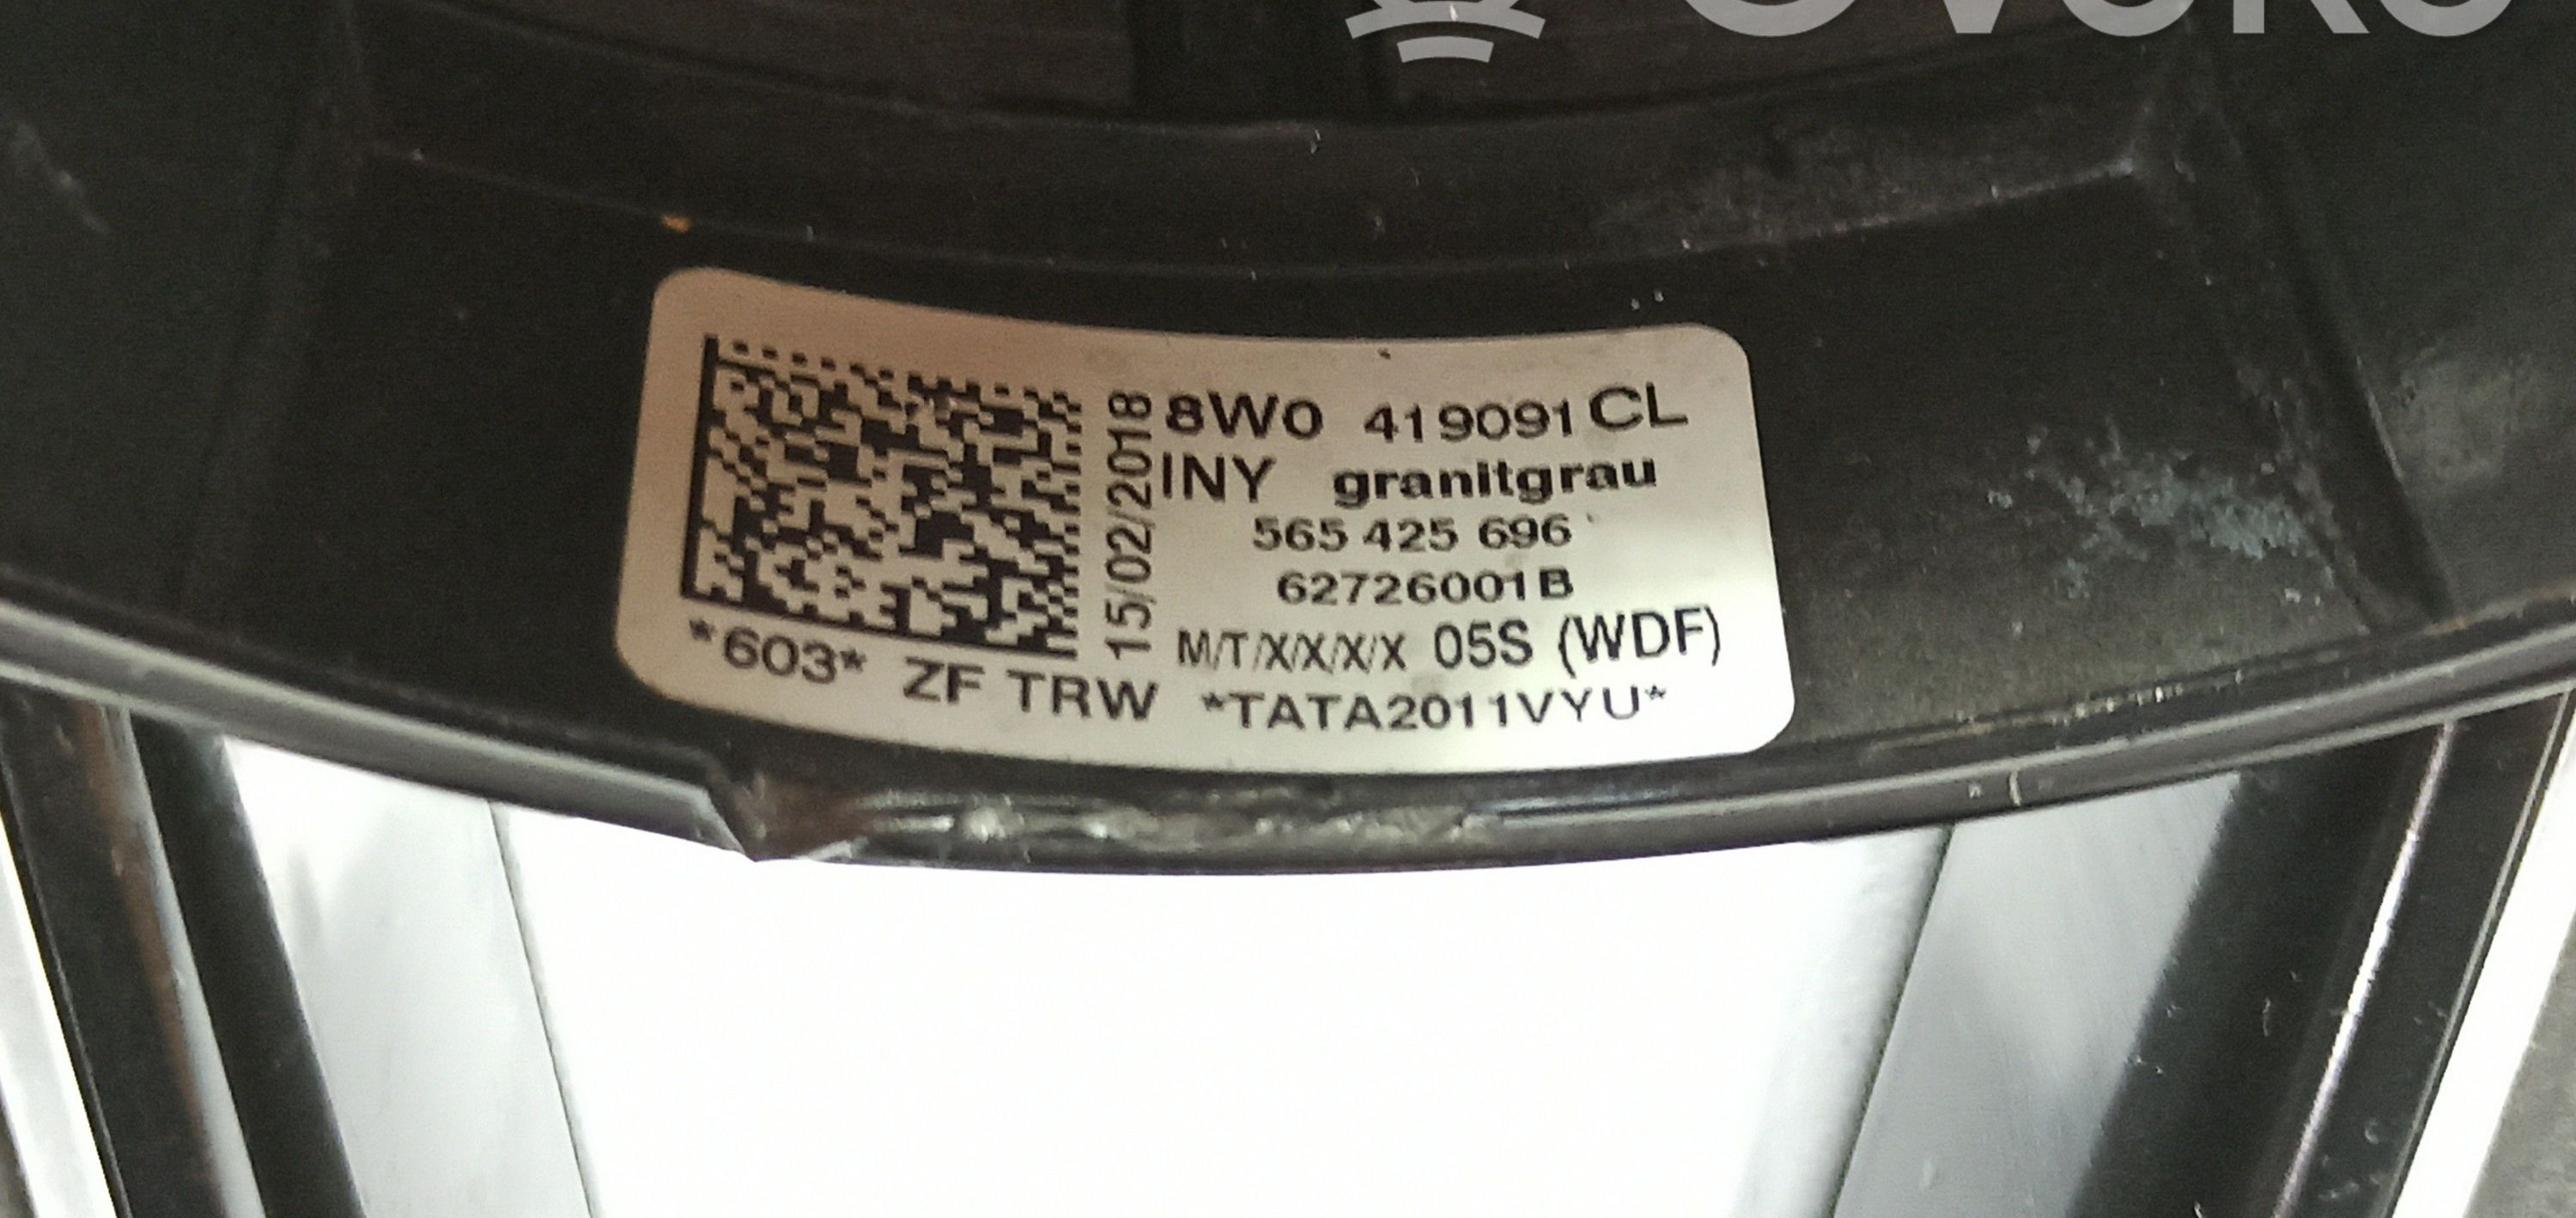 8W0 419091 CL
INY granitgrau
565 425 696
62726001B
M/T/X/X/X/X 05S (WDF)
15/02/2018
*603* ZF TRW *TATA2011VYU*